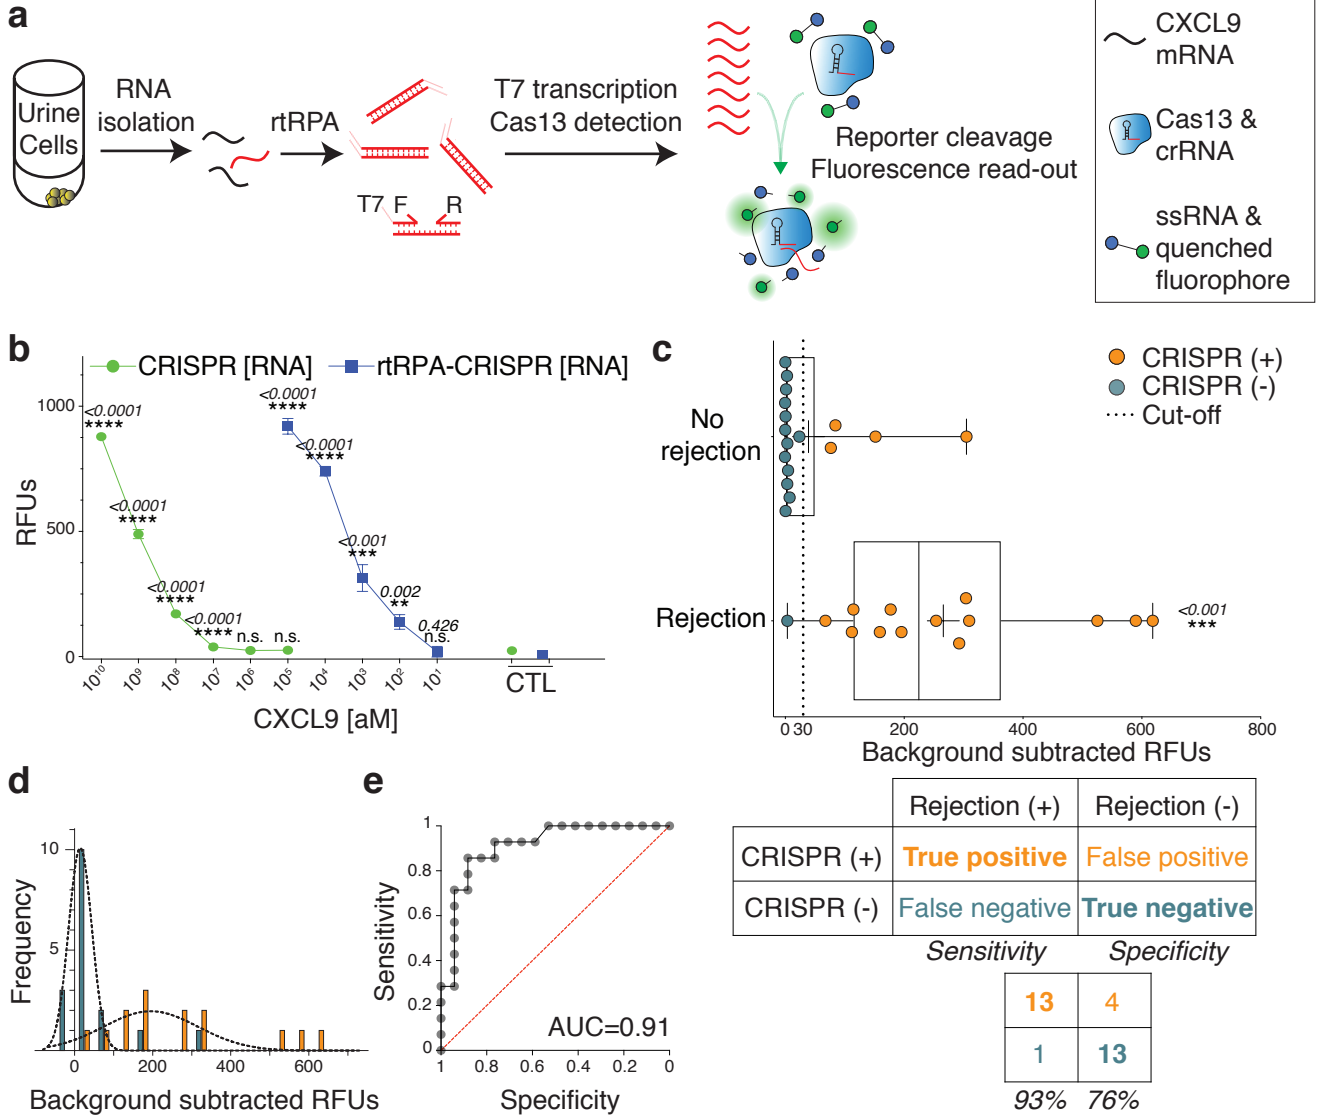 a
Urine
Cells
RNA
isolation
rtRPA
T7 F R
T7 transcription
Cas13 detection
Reporter cleavage
Fluorescence read-out
CXCL9
mRNA
Cas13 &
crRNA
ssRNA &
quenched
fluorophore
b
CRISPR [RNA]
rtRPA-CRISPR [RNA]
RFUs
1000
500
0
<0.0001
****
<0.0001
****
<0.0001
****
<0.0001
****
n.s.
n.s.
<0.0001
****
<0.0001
****
<0.001
***
0.002
**
0.426
n.s.
10¹⁰
10⁹
10⁸
10⁷
10⁶
10⁵
10⁴
10³
10²
10¹
CTL
CXCL9 [aM]
c
CRISPR (+)
CRISPR (-)
Cut-off
No
rejection
Rejection
<0.001
***
0 30 200 400 600 800
Background subtracted RFUs
Rejection (+) Rejection (-)
CRISPR (+) True positive False positive
CRISPR (-) False negative True negative
Sensitivity Specificity
13 4
1 13
93% 76%
d
Frequency
10
5
0 200 400 600
Background subtracted RFUs
e
Sensitivity
1
0.8
0.6
0.4
0.2
0
AUC=0.91
1 0.8 0.6 0.4 0.2 0
Specificity